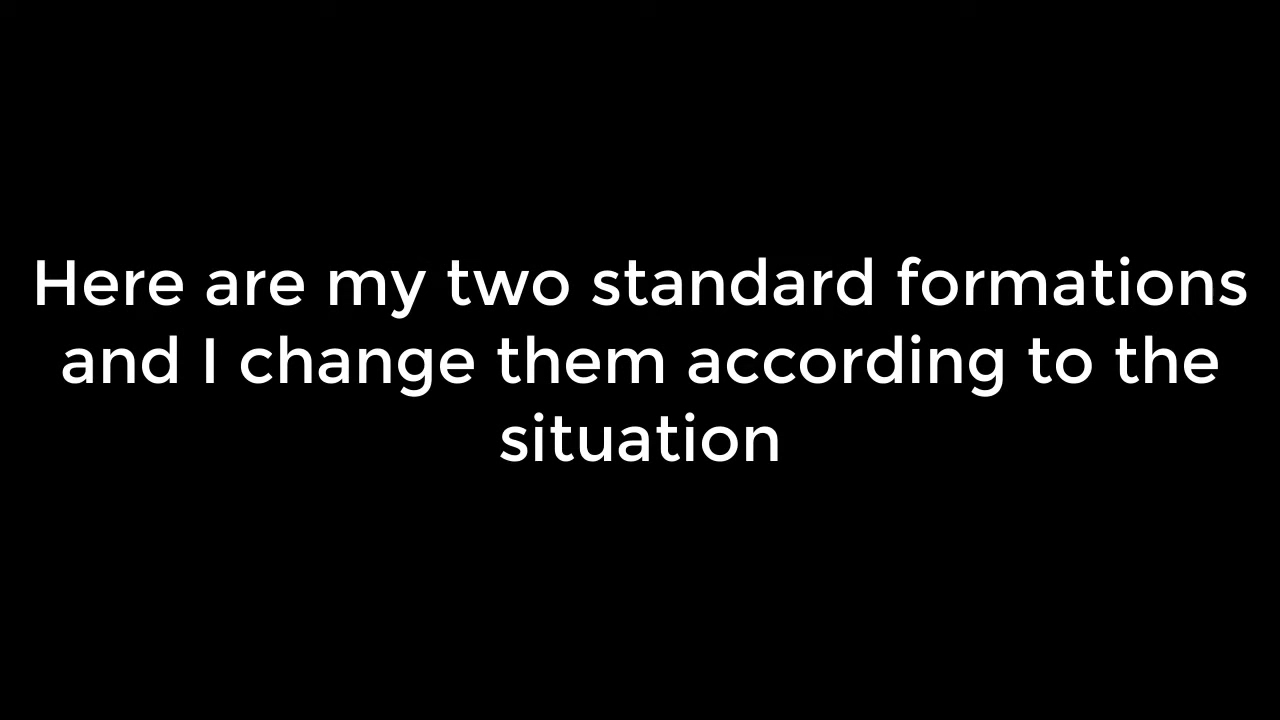 Here are my two standard formations
and I change them according to the
situation